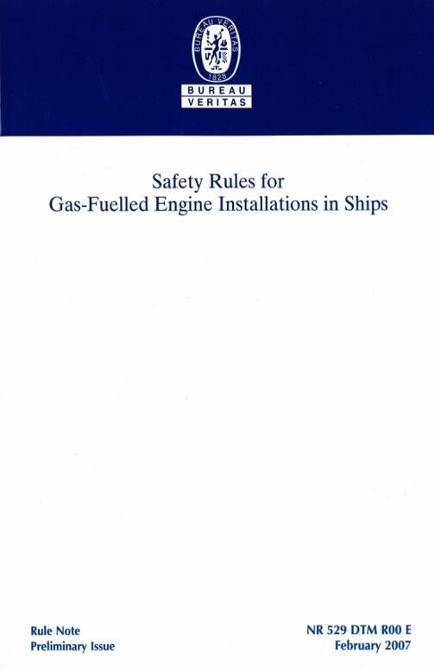 BUREAU VERITAS
1828
BUREAU
VERITAS
Safety Rules for
Gas-Fuelled Engine Installations in Ships
Rule Note
NR 529 DTM R00 E
Preliminary Issue
February 2007